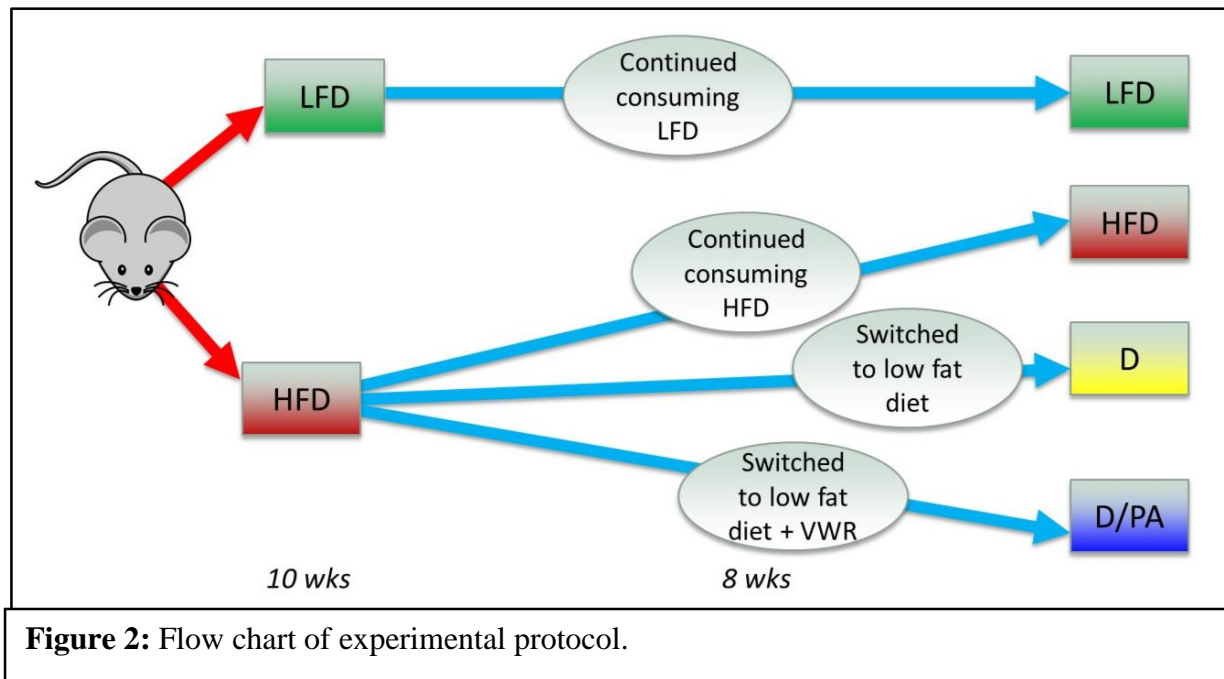 LFD
Continued
consuming
LFD
LFD
HFD
Continued
consuming
HFD
HFD
Switched
to low fat
diet
D
Switched
to low fat
diet + VWR
D/PA
10 wks
8 wks
Figure 2: Flow chart of experimental protocol.